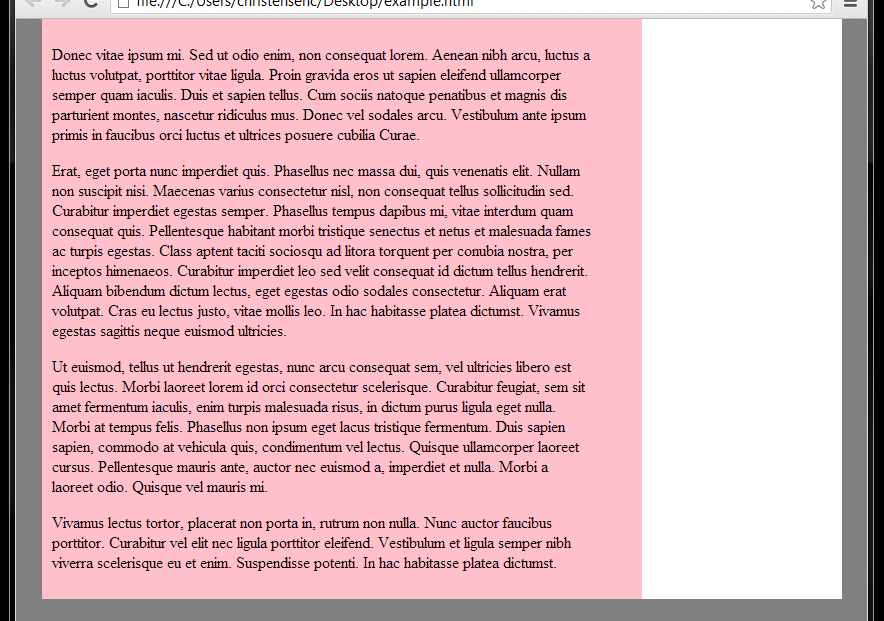 file:///C:/Users/christenseric/Desktop/example.html
Donec vitae ipsum mi. Sed ut odio enim, non consequat lorem. Aenean nibh arcu, luctus a
luctus volutpat, porttitor vitae ligula. Proin gravida eros ut sapien eleifend ullamcorper
semper quam iaculis. Duis et sapien tellus. Cum sociis natoque penatibus et magnis dis
parturient montes, nascetur ridiculus mus. Donec vel sodales arcu. Vestibulum ante ipsum
primis in faucibus orci luctus et ultrices posuere cubilia Curae.
Erat, eget porta nunc imperdiet quis. Phasellus nec massa dui, quis venenatis elit. Nullam
non suscipit nisi. Maecenas varius consectetur nisl, non consequat tellus sollicitudin sed.
Curabitur imperdiet egestas semper. Phasellus tempus dapibus mi, vitae interdum quam
consequat quis. Pellentesque habitant morbi tristique senectus et netus et malesuada fames
ac turpis egestas. Class aptent taciti sociosqu ad litora torquent per conubia nostra, per
inceptos himenaeos. Curabitur imperdiet leo sed velit consequat id dictum tellus hendrerit.
Aliquam bibendum dictum lectus, eget egestas odio sodales consectetur. Aliquam erat
volutpat. Cras eu lectus justo, vitae mollis leo. In hac habitasse platea dictumst. Vivamus
egestas sagittis neque euismod ultricies.
Ut euismod, tellus ut hendrerit egestas, nunc arcu consequat sem, vel ultricies libero est
quis lectus. Morbi laoreet lorem id orci consectetur scelerisque. Curabitur feugiat, sem sit
amet fermentum iaculis, enim turpis malesuada risus, in dictum purus ligula eget nulla.
Morbi at tempus felis. Phasellus non ipsum eget lacus tristique fermentum. Duis sapien
sapien, commodo at vehicula quis, condimentum vel lectus. Quisque ullamcorper laoreet
cursus. Pellentesque mauris ante, auctor nec euismod a, imperdiet et nulla. Morbi a
laoreet odio. Quisque vel mauris mi.
Vivamus lectus tortor, placerat non porta in, rutrum non nulla. Nunc auctor faucibus
porttitor. Curabitur vel elit nec ligula porttitor eleifend. Vestibulum et ligula semper nibh
viverra scelerisque eu et enim. Suspendisse potenti. In hac habitasse platea dictumst.